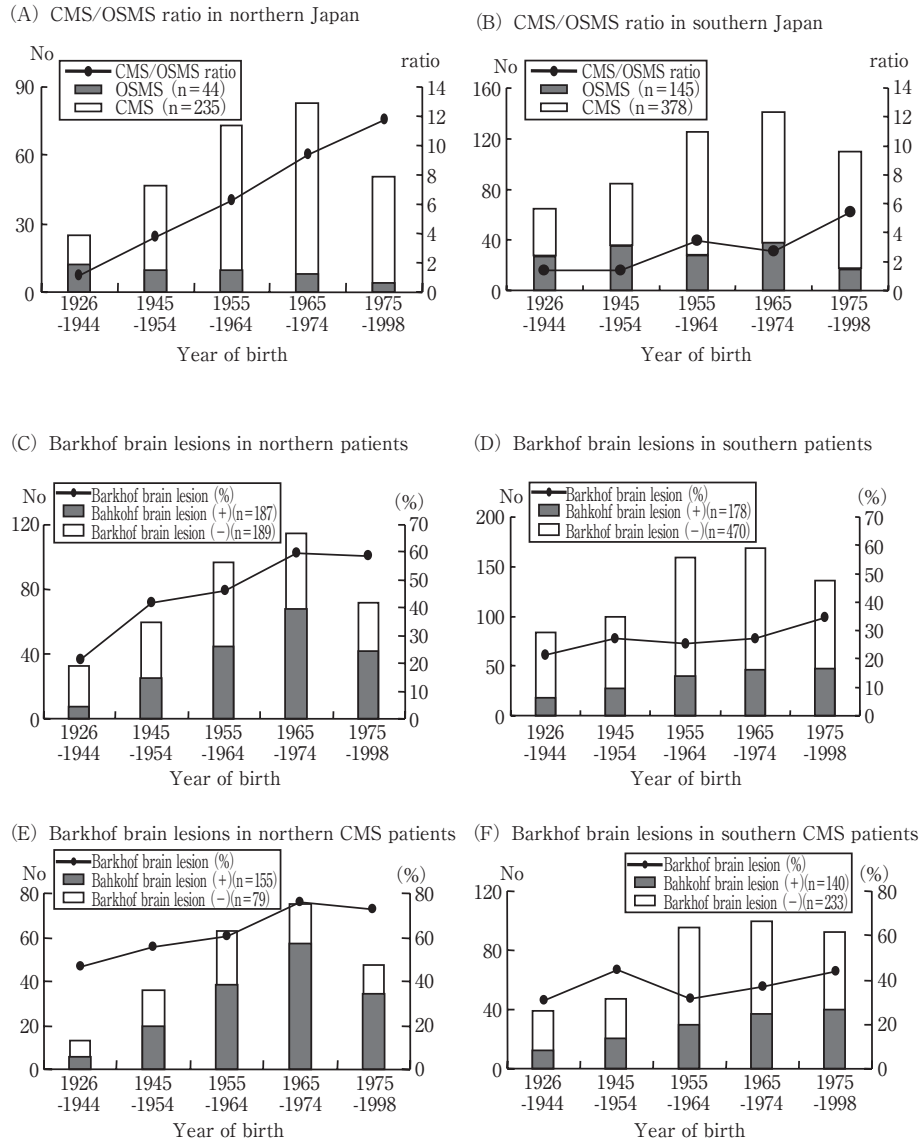 (A) CMS/OSMS ratio in northern Japan
No
ratio
CMS/OSMS ratio
OSMS (n=44)
CMS (n=235)
90
60
30
0
14
12
10
8
6
4
2
0
1926 1945 1955 1965 1975
-1944 -1954 -1964 -1974 -1998
Year of birth
(B) CMS/OSMS ratio in southern Japan
No
ratio
CMS/OSMS ratio
OSMS (n=145)
CMS (n=378)
160
120
80
40
0
14
12
10
8
6
4
2
0
1926 1945 1955 1965 1975
-1944 -1954 -1964 -1974 -1998
Year of birth
(C) Barkhof brain lesions in northern patients
No
(%)
Barkhof brain lesion (%)
Bahkohf brain lesion (+)(n=187)
Barkhof brain lesion (−)(n=189)
120
80
40
0
70
60
50
40
30
20
10
0
1926 1945 1955 1965 1975
-1944 -1954 -1964 -1974 -1998
Year of birth
(D) Barkhof brain lesions in southern patients
No
(%)
Barkhof brain lesion (%)
Bahkohf brain lesion (+)(n=178)
Barkhof brain lesion (−)(n=470)
200
150
100
50
0
70
60
50
40
30
20
10
0
1926 1945 1955 1965 1975
-1944 -1954 -1964 -1974 -1998
Year of birth
(E) Barkhof brain lesions in northern CMS patients
No
(%)
Barkhof brain lesion (%)
Bahkohf brain lesion (+)(n=155)
Barkhof brain lesion (−)(n=79)
80
60
40
20
0
80
60
40
20
0
1926 1945 1955 1965 1975
-1944 -1954 -1964 -1974 -1998
Year of birth
(F) Barkhof brain lesions in southern CMS patients
No
(%)
Barkhof brain lesion (%)
Bahkohf brain lesion (+)(n=140)
Barkhof brain lesion (−)(n=233)
120
80
40
0
80
60
40
20
0
1926 1945 1955 1965 1975
-1944 -1954 -1964 -1974 -1998
Year of birth